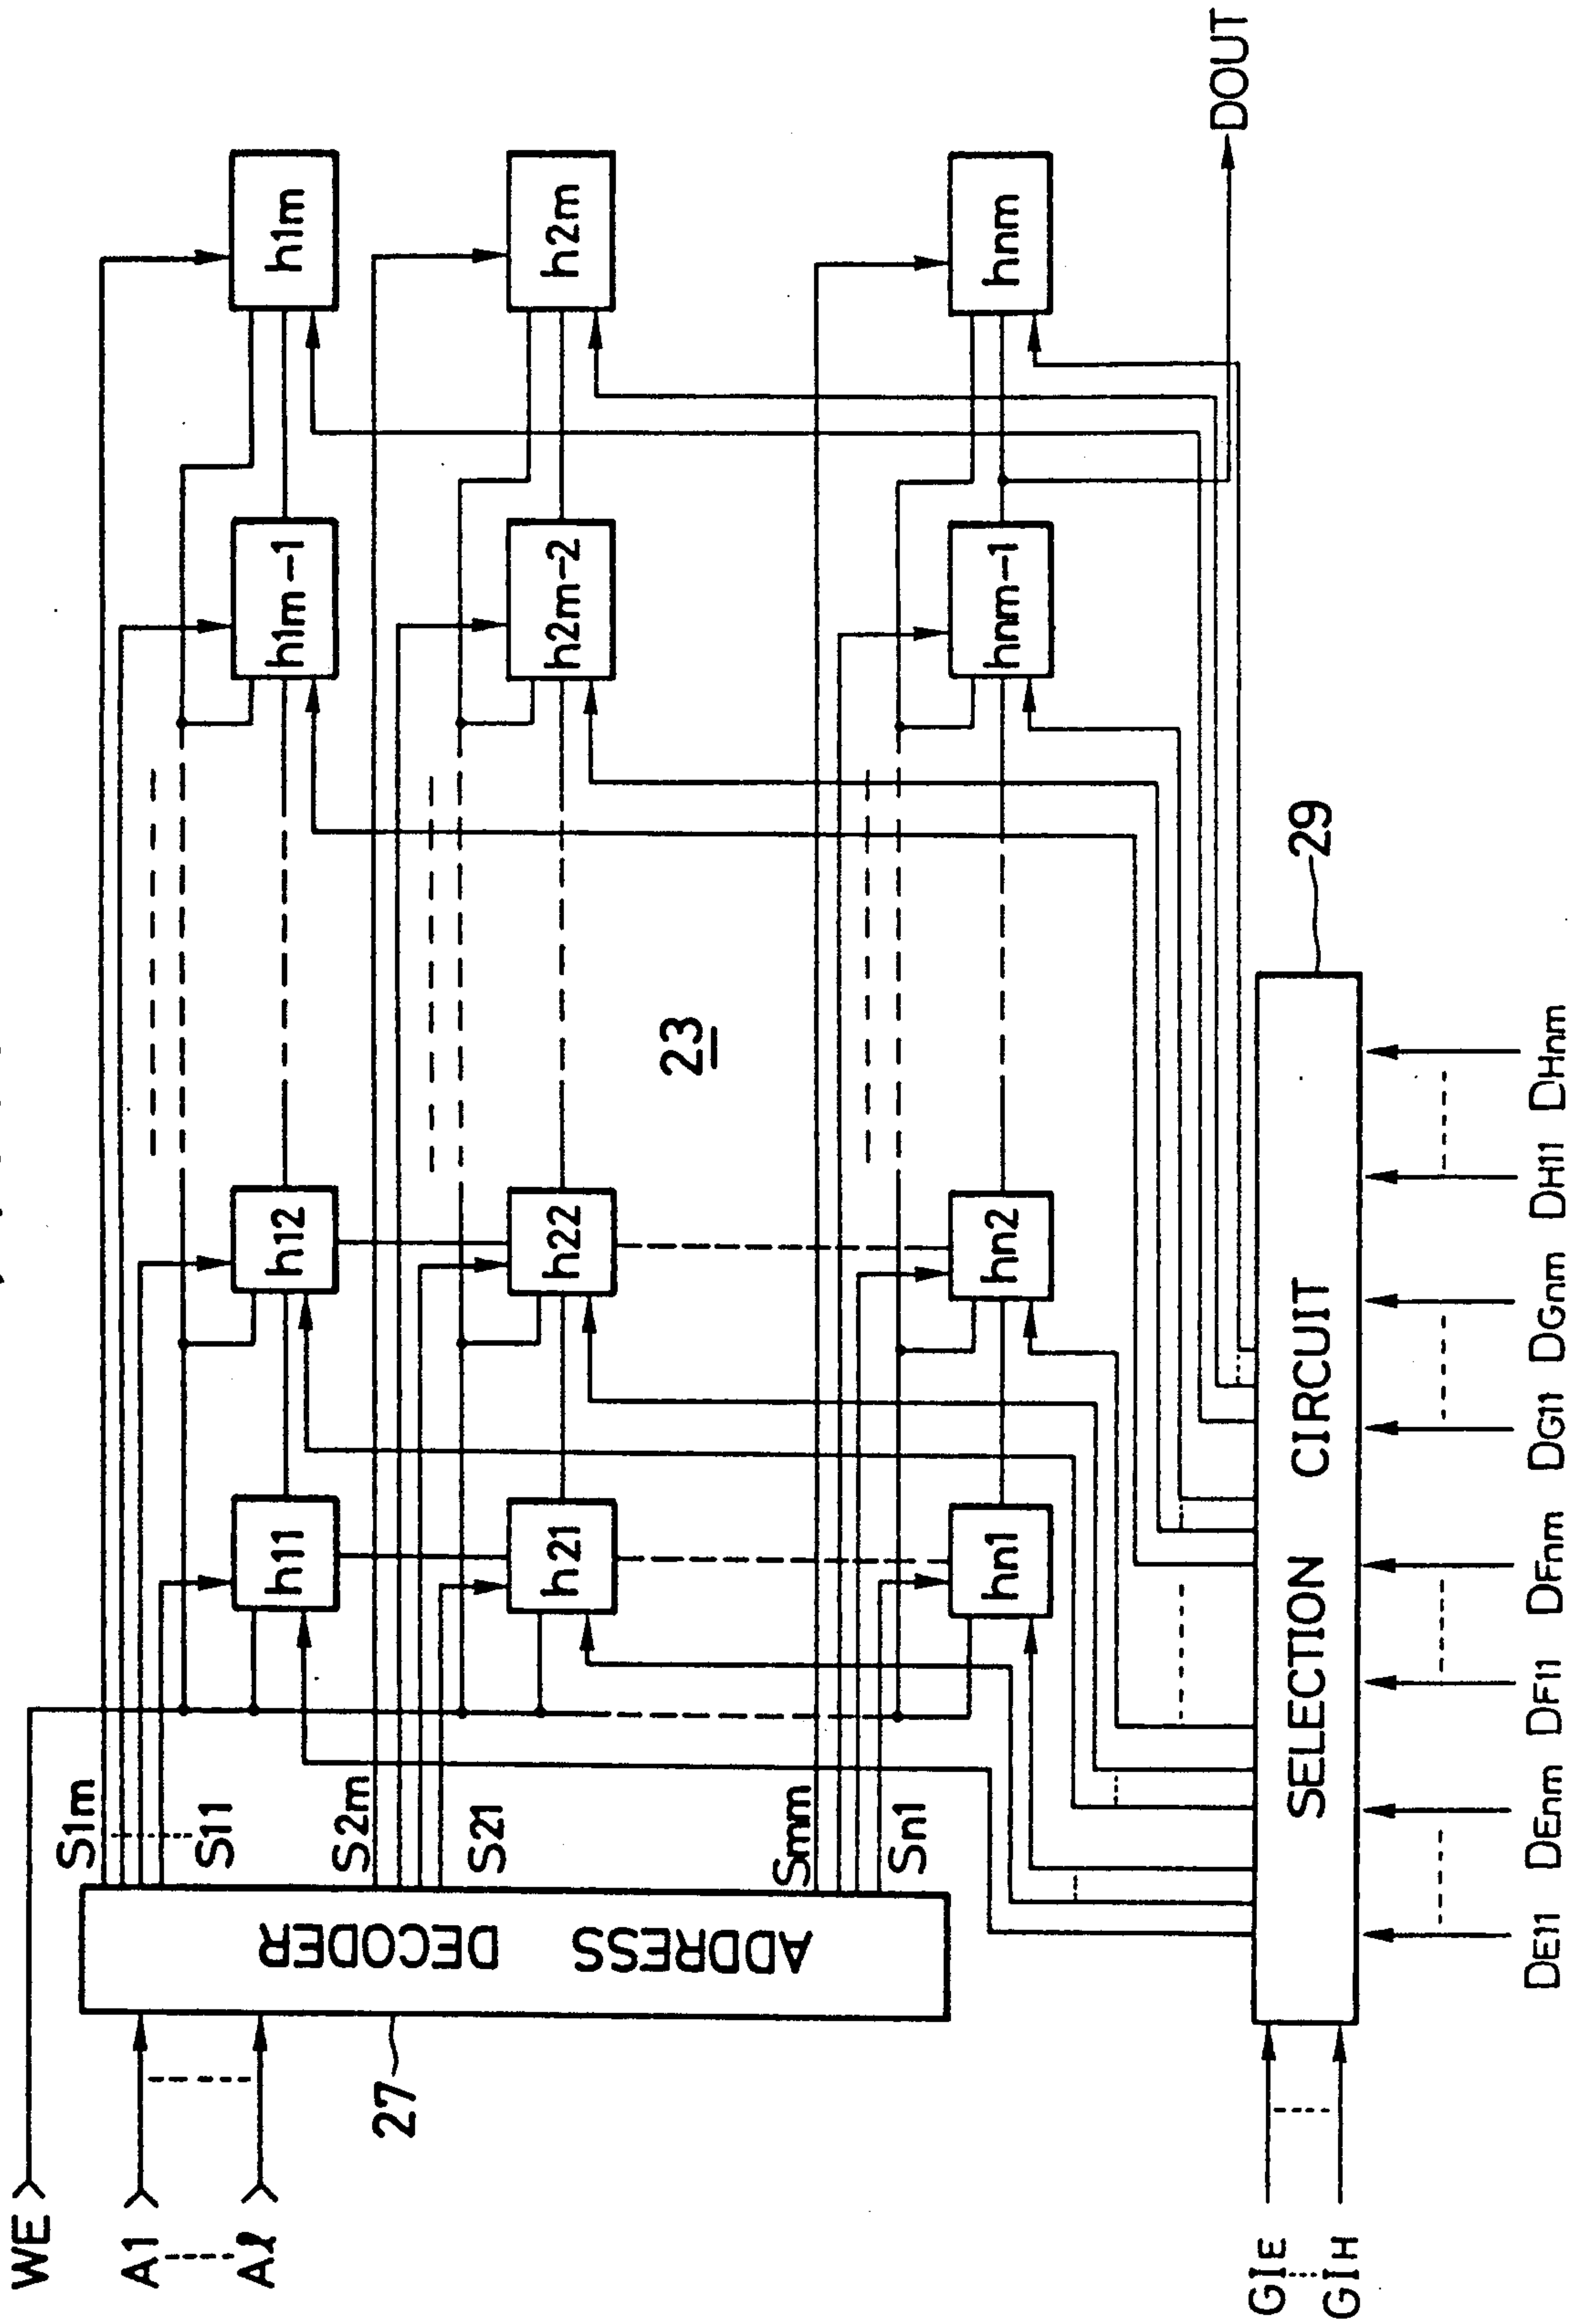 WE
A1
Aℓ
27
ADDRESS DECODER
S1m
S11
S2m
S21
Smm
Sn1
h11
h12
h1m-1
h1m
h21
h22
h2m-2
h2m
23
hn1
hn2
hnm-1
hnm
DOUT
29
SELECTION CIRCUIT
GIE
GIH
DE11
DEnm
DF11
DFnm
DG11
DGnm
DH11
DHnm